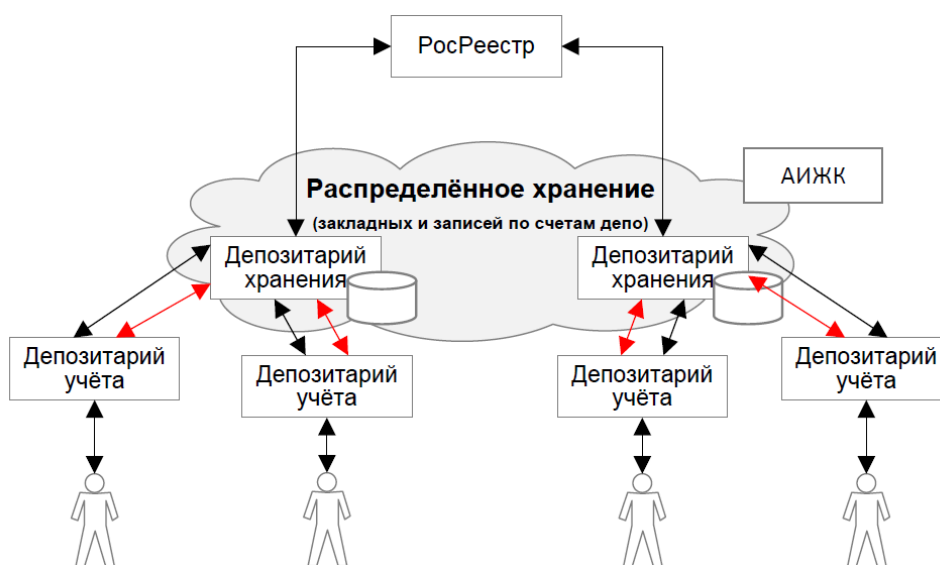 РосРеестр
АИЖК
Распределённое хранение
(закладных и записей по счетам депо)
Депозитарий
хранения
Депозитарий
хранения
Депозитарий
учёта
Депозитарий
учёта
Депозитарий
учёта
Депозитарий
учёта